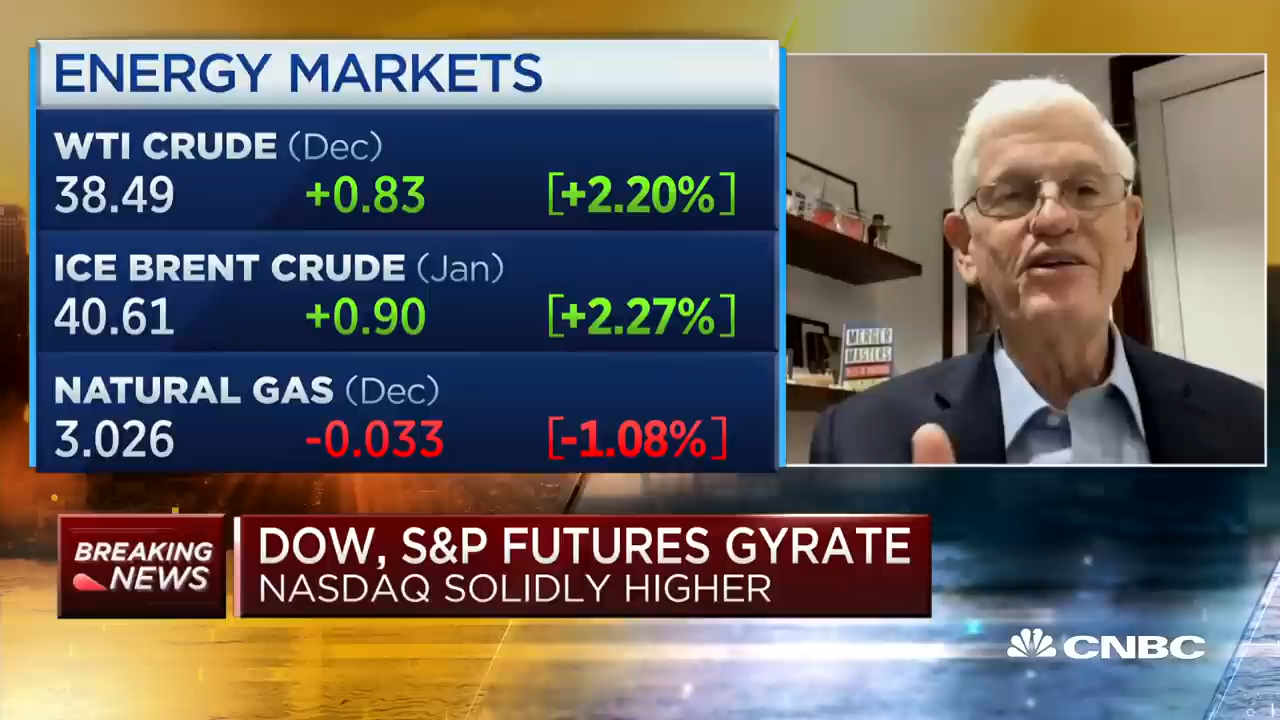 ENERGY MARKETS
WTI CRUDE (Dec)
38.49 +0.83 [+2.20%]
ICE BRENT CRUDE (Jan)
40.61 +0.90 [+2.27%]
NATURAL GAS (Dec)
3.026 -0.033 [-1.08%]
MERGER
MASTERS
BREAKING
NEWS
DOW, S&P FUTURES GYRATE
NASDAQ SOLIDLY HIGHER
CNBC